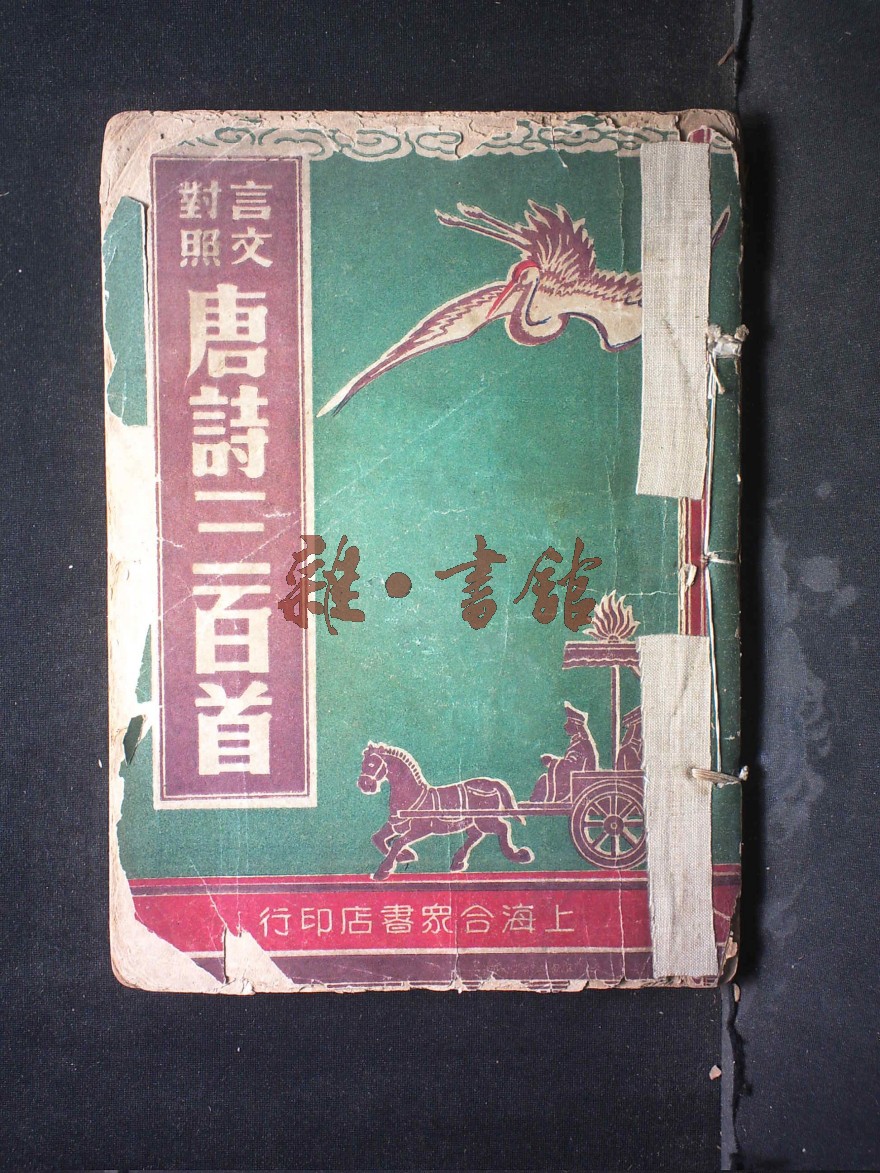 言文
對照
唐詩三百首
雜·書館
上海合眾書店印行